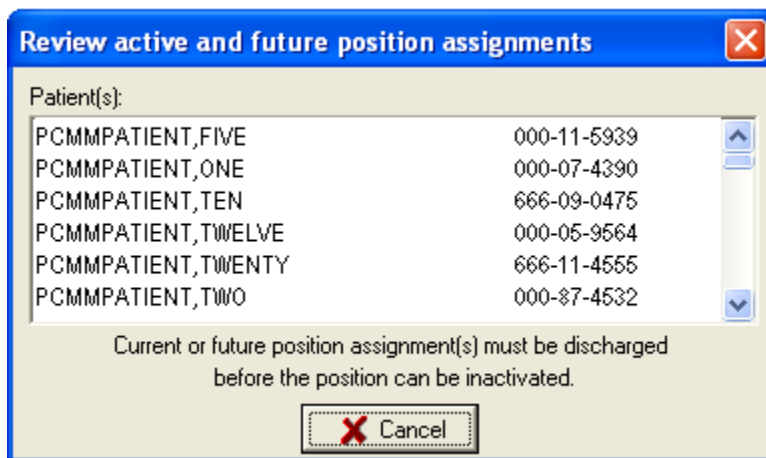 Review active and future position assignments
Patient(s):
PCMMPATIENT,FIVE 000-11-5939
PCMMPATIENT,ONE 000-07-4390
PCMMPATIENT,TEN 666-09-0475
PCMMPATIENT,TWELVE 000-05-9564
PCMMPATIENT,TWENTY 666-11-4555
PCMMPATIENT,TWO 000-87-4532
Current or future position assignment(s) must be discharged
before the position can be inactivated.
Cancel